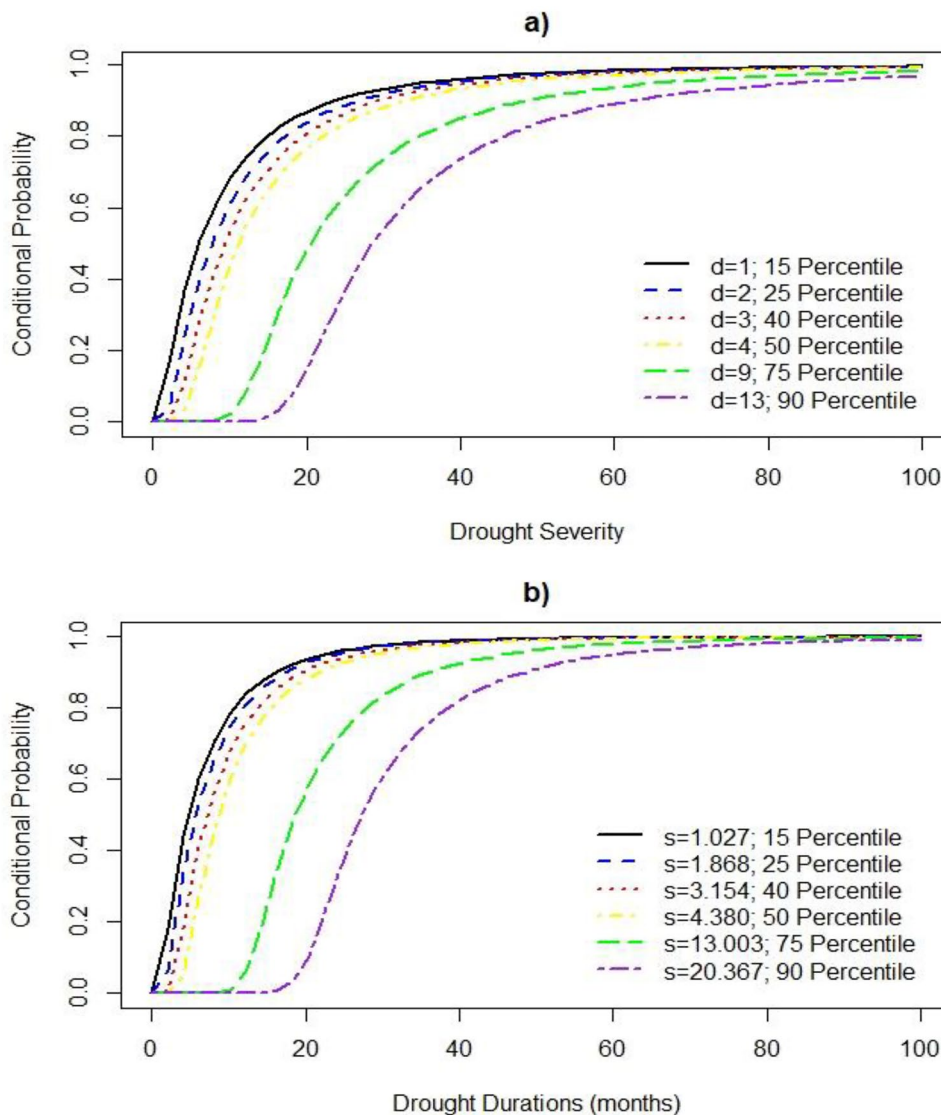 a)
Conditional Probability
1.0
0.8
0.6
0.4
0.2
0.0
d=1; 15 Percentile
d=2; 25 Percentile
d=3; 40 Percentile
d=4; 50 Percentile
d=9; 75 Percentile
d=13; 90 Percentile
0 20 40 60 80 100
Drought Severity
b)
Conditional Probability
1.0
0.8
0.6
0.4
0.2
0.0
s=1.027; 15 Percentile
s=1.868; 25 Percentile
s=3.154; 40 Percentile
s=4.380; 50 Percentile
s=13.003; 75 Percentile
s=20.367; 90 Percentile
0 20 40 60 80 100
Drought Durations (months)